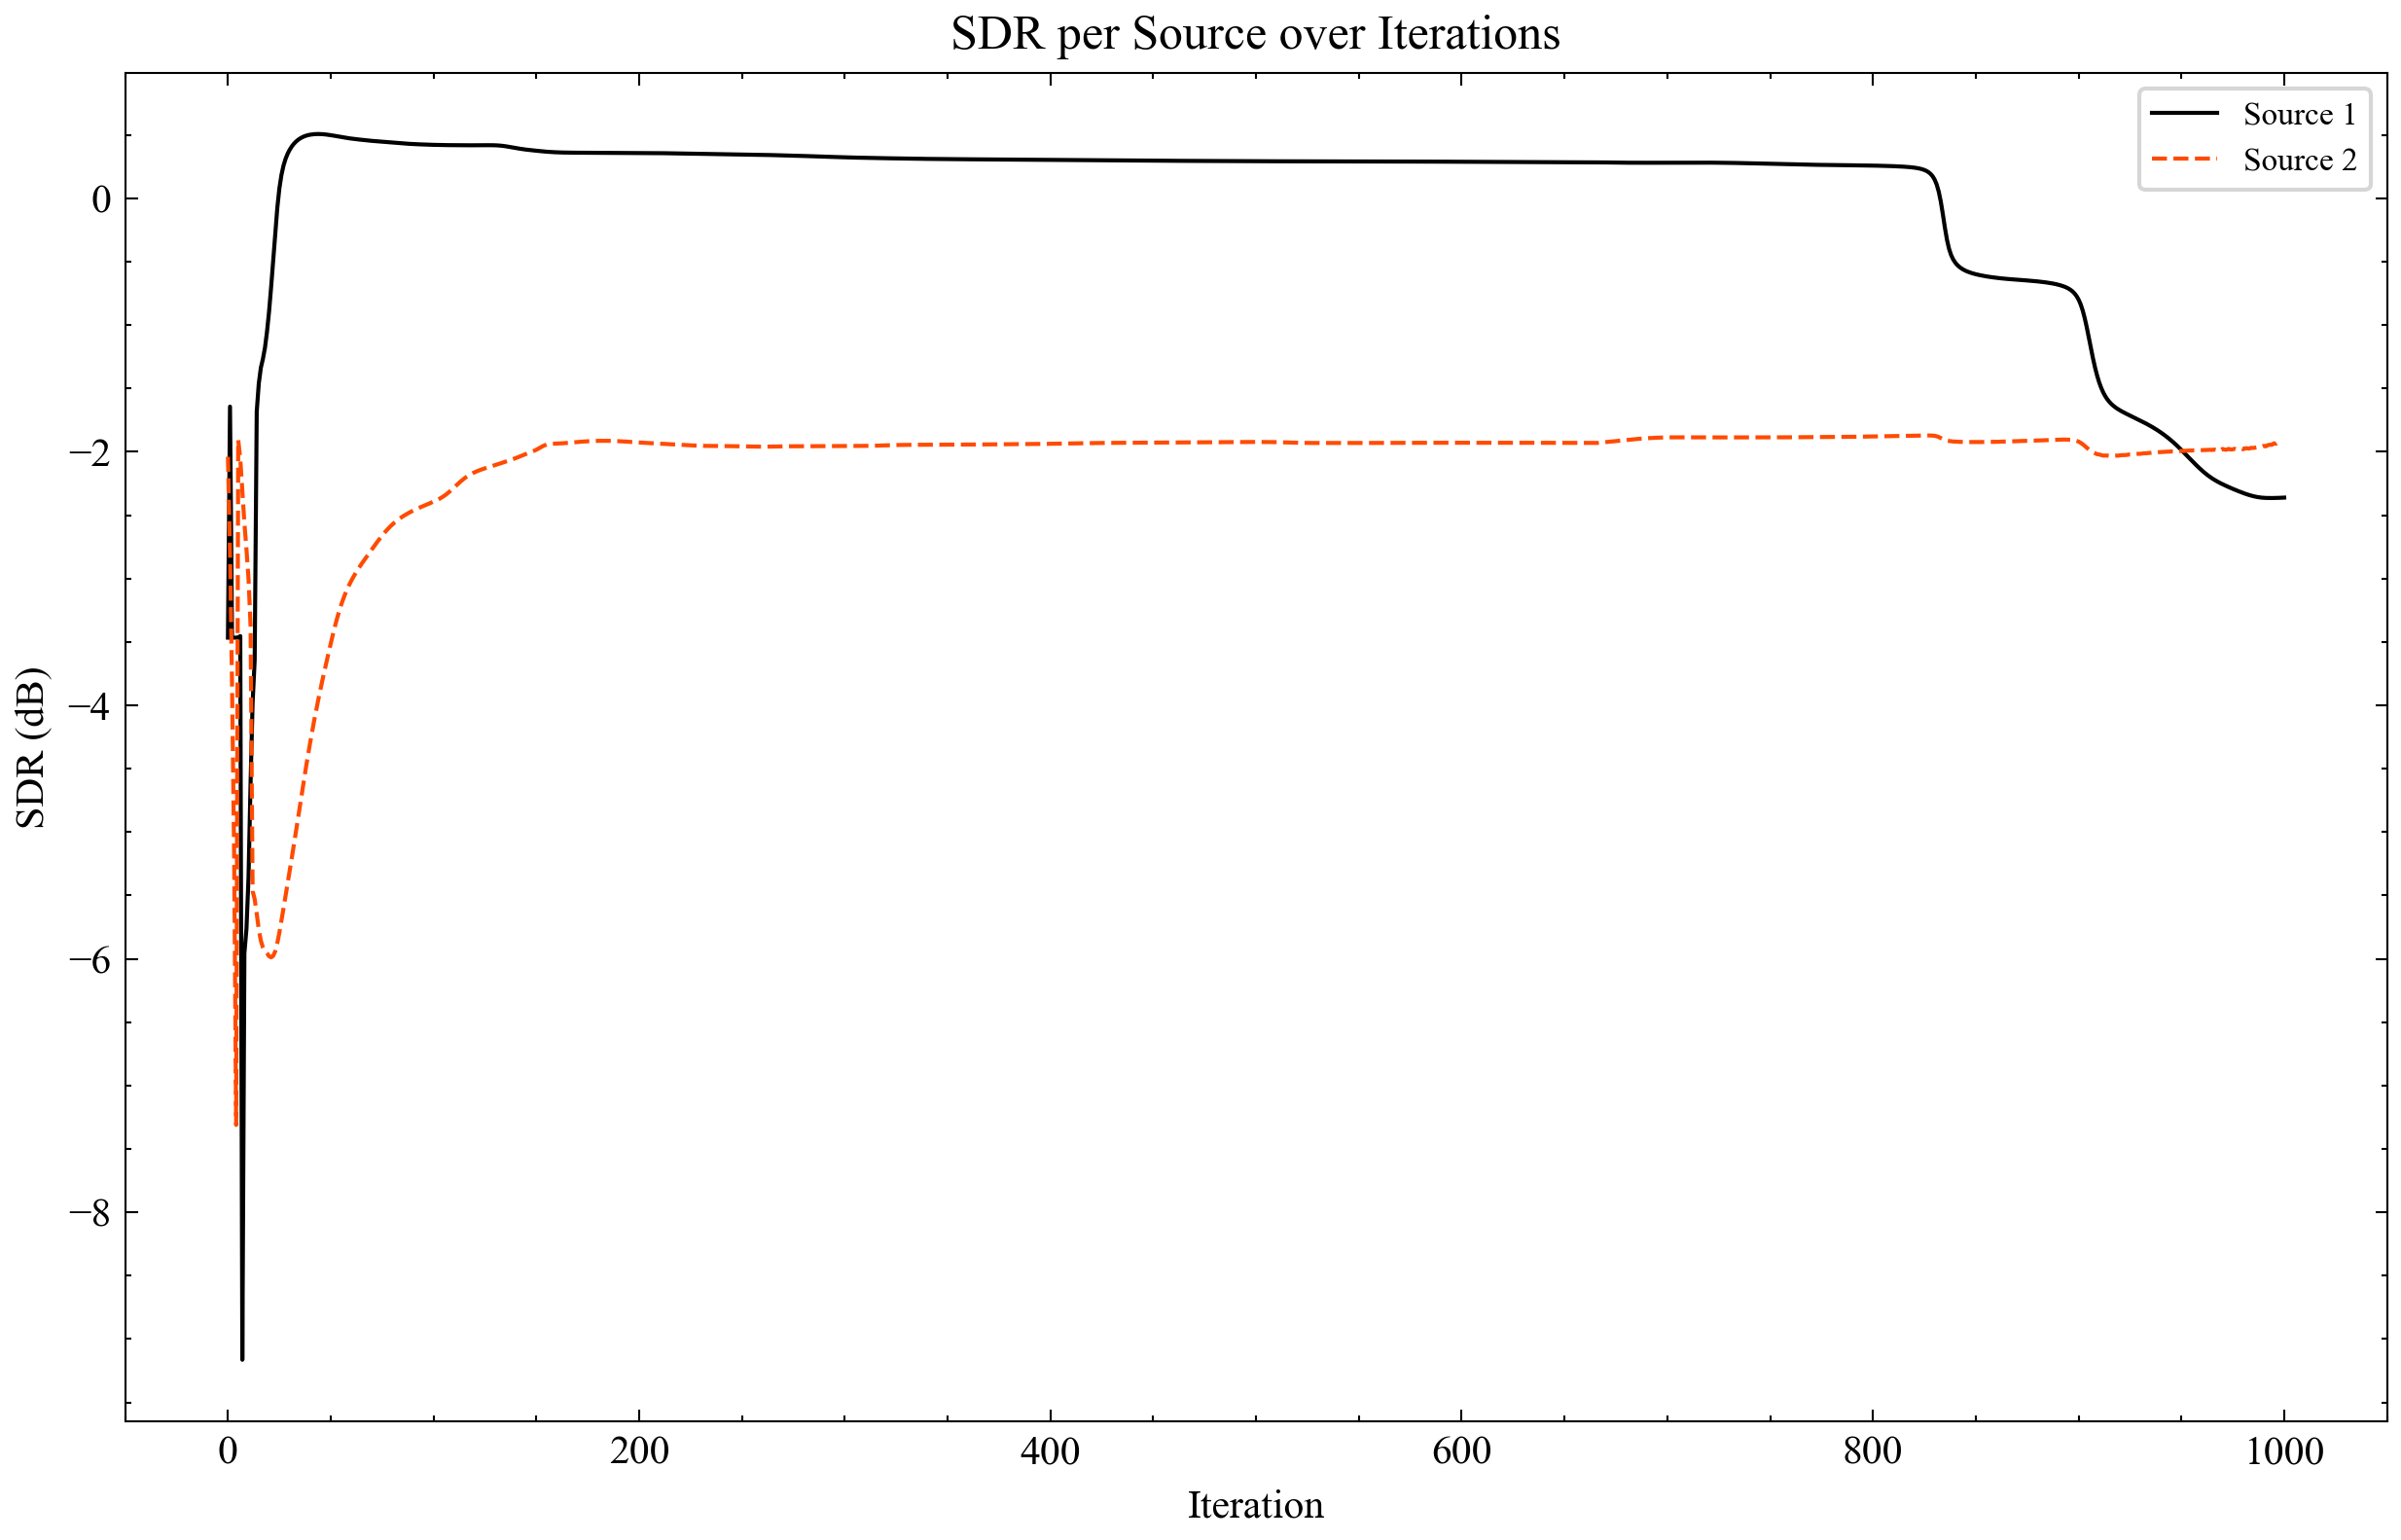 SDR per Source over Iterations
Source 1
Source 2
0
−2
−4
−6
−8
SDR (dB)
0 200 400 600 800 1000
Iteration